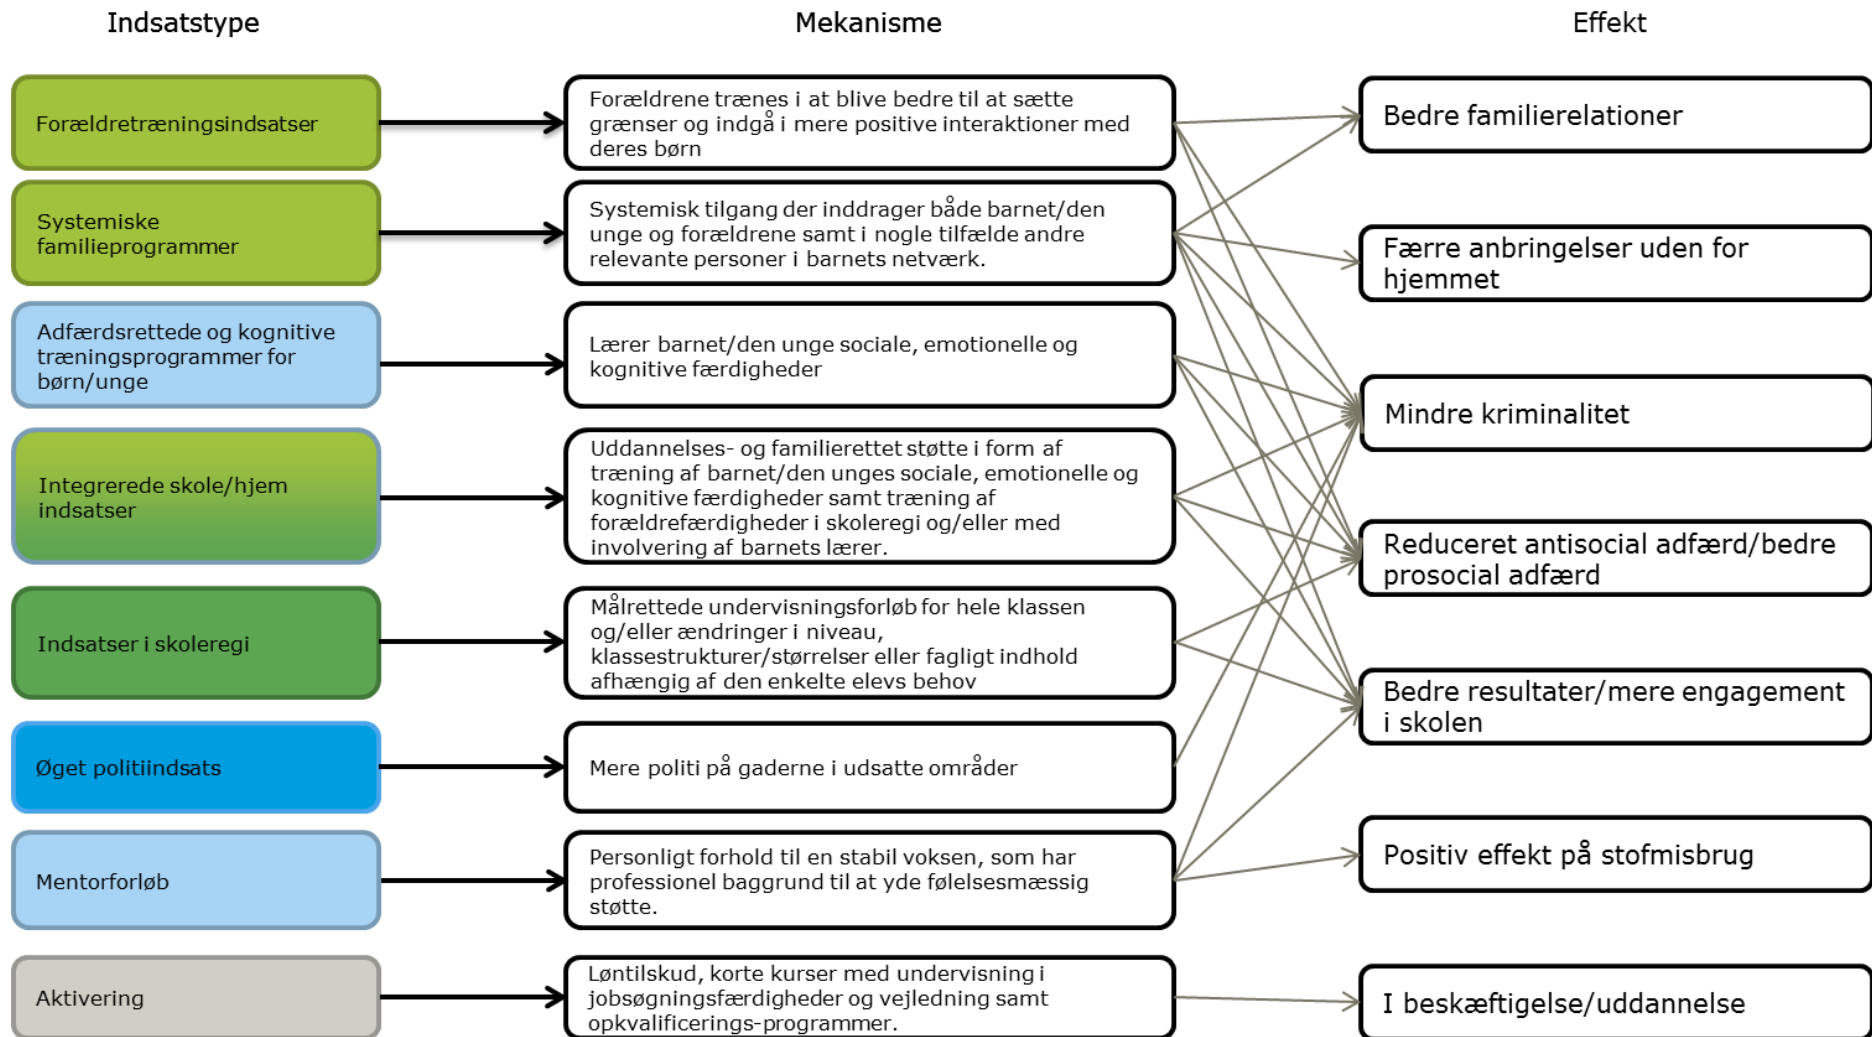 Indsatstype
Mekanisme
Effekt
Forældretræningsindsatser
Forældrene trænes i at blive bedre til at sætte
grænser og indgå i mere positive interaktioner med
deres børn
Bedre familierelationer
Systemiske
familieprogrammer
Systemisk tilgang der inddrager både barnet/den
unge og forældrene samt i nogle tilfælde andre
relevante personer i barnets netværk.
Færre anbringelser uden for
hjemmet
Adfærdsrettede og kognitive
træningsprogrammer for
børn/unge
Lærer barnet/den unge sociale, emotionelle og
kognitive færdigheder
Mindre kriminalitet
Integrerede skole/hjem
indsatser
Uddannelses- og familierettet støtte i form af
træning af barnet/den unges sociale, emotionelle og
kognitive færdigheder samt træning af
forældrefærdigheder i skoleregi og/eller med
involvering af barnets lærer.
Reduceret antisocial adfærd/bedre
prosocial adfærd
Indsatser i skoleregi
Målrettede undervisningsforløb for hele klassen
og/eller ændringer i niveau,
klassestrukturer/størrelser eller fagligt indhold
afhængig af den enkelte elevs behov
Bedre resultater/mere engagement
i skolen
Øget politiindsats
Mere politi på gaderne i udsatte områder
Mentorforløb
Personligt forhold til en stabil voksen, som har
professionel baggrund til at yde følelsesmæssig
støtte.
Positiv effekt på stofmisbrug
Aktivering
Løntilskud, korte kurser med undervisning i
jobsøgningsfærdigheder og vejledning samt
opkvalificerings-programmer.
I beskæftigelse/uddannelse